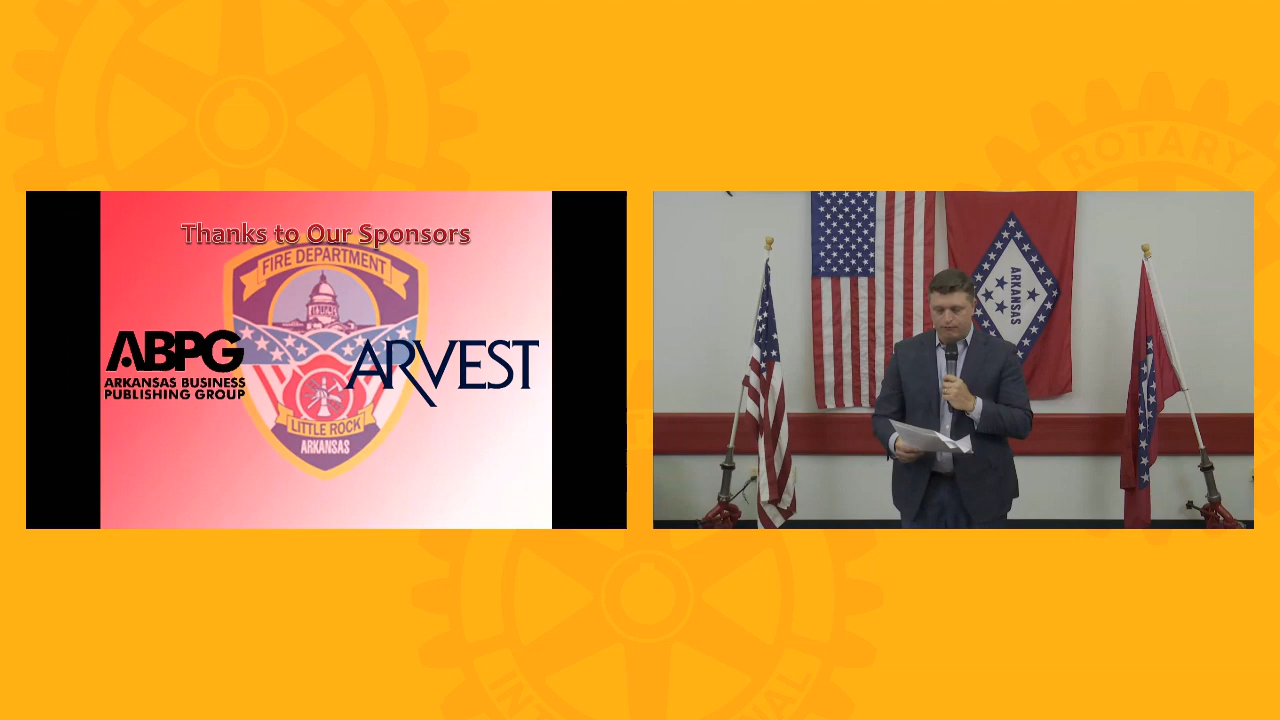 Thanks to Our Sponsors
FIRE DEPARTMENT
ABPG
ARKANSAS BUSINESS
PUBLISHING GROUP
ARVEST
LITTLE ROCK
ARKANSAS
ARKANSAS
ROTARY